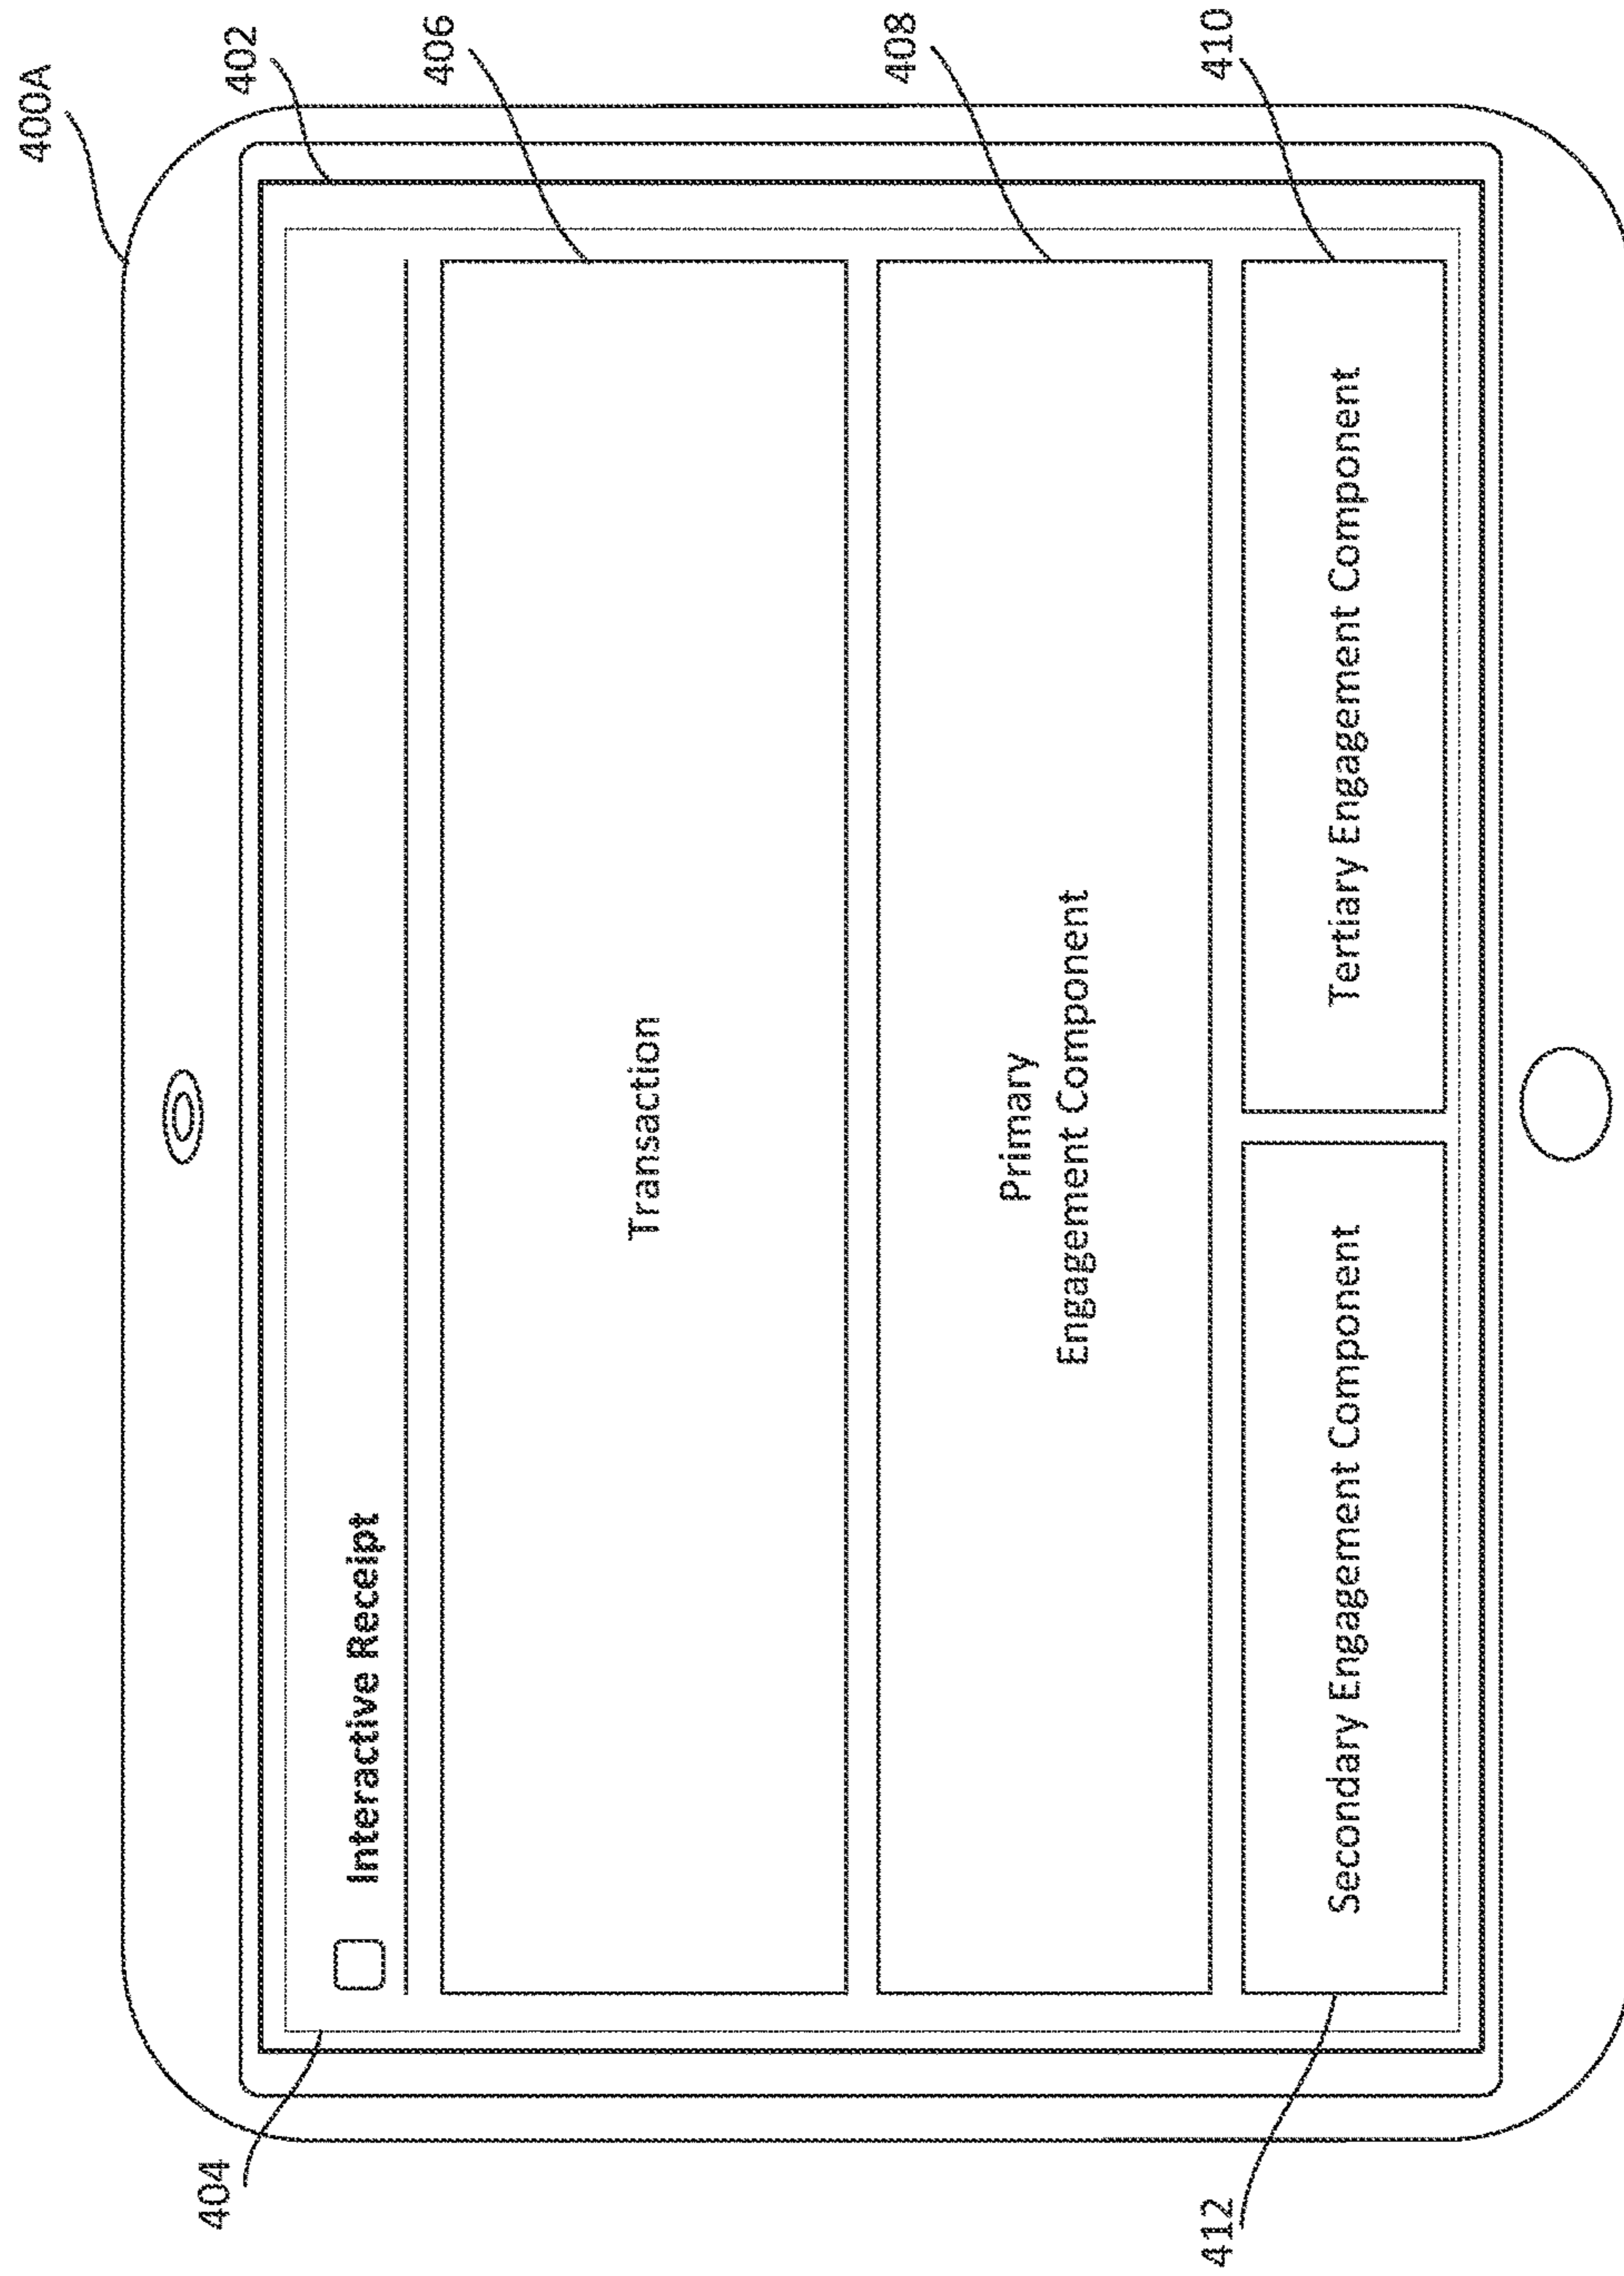 400A
402
404
Interactive Receipt
406
Transaction
408
Primary
Engagement Component
412
Secondary Engagement Component
410
Tertiary Engagement Component